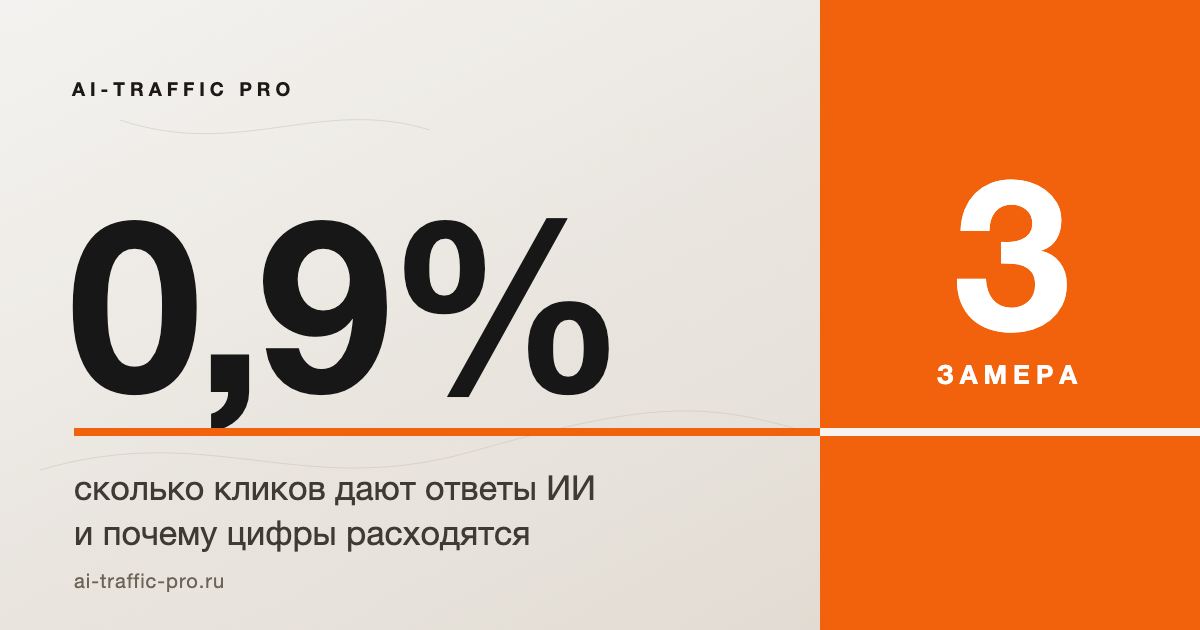 AI-TRAFFIC PRO
0,9%
сколько кликов дают ответы ИИ
и почему цифры расходятся
ai-traffic-pro.ru
3
ЗАМЕРА